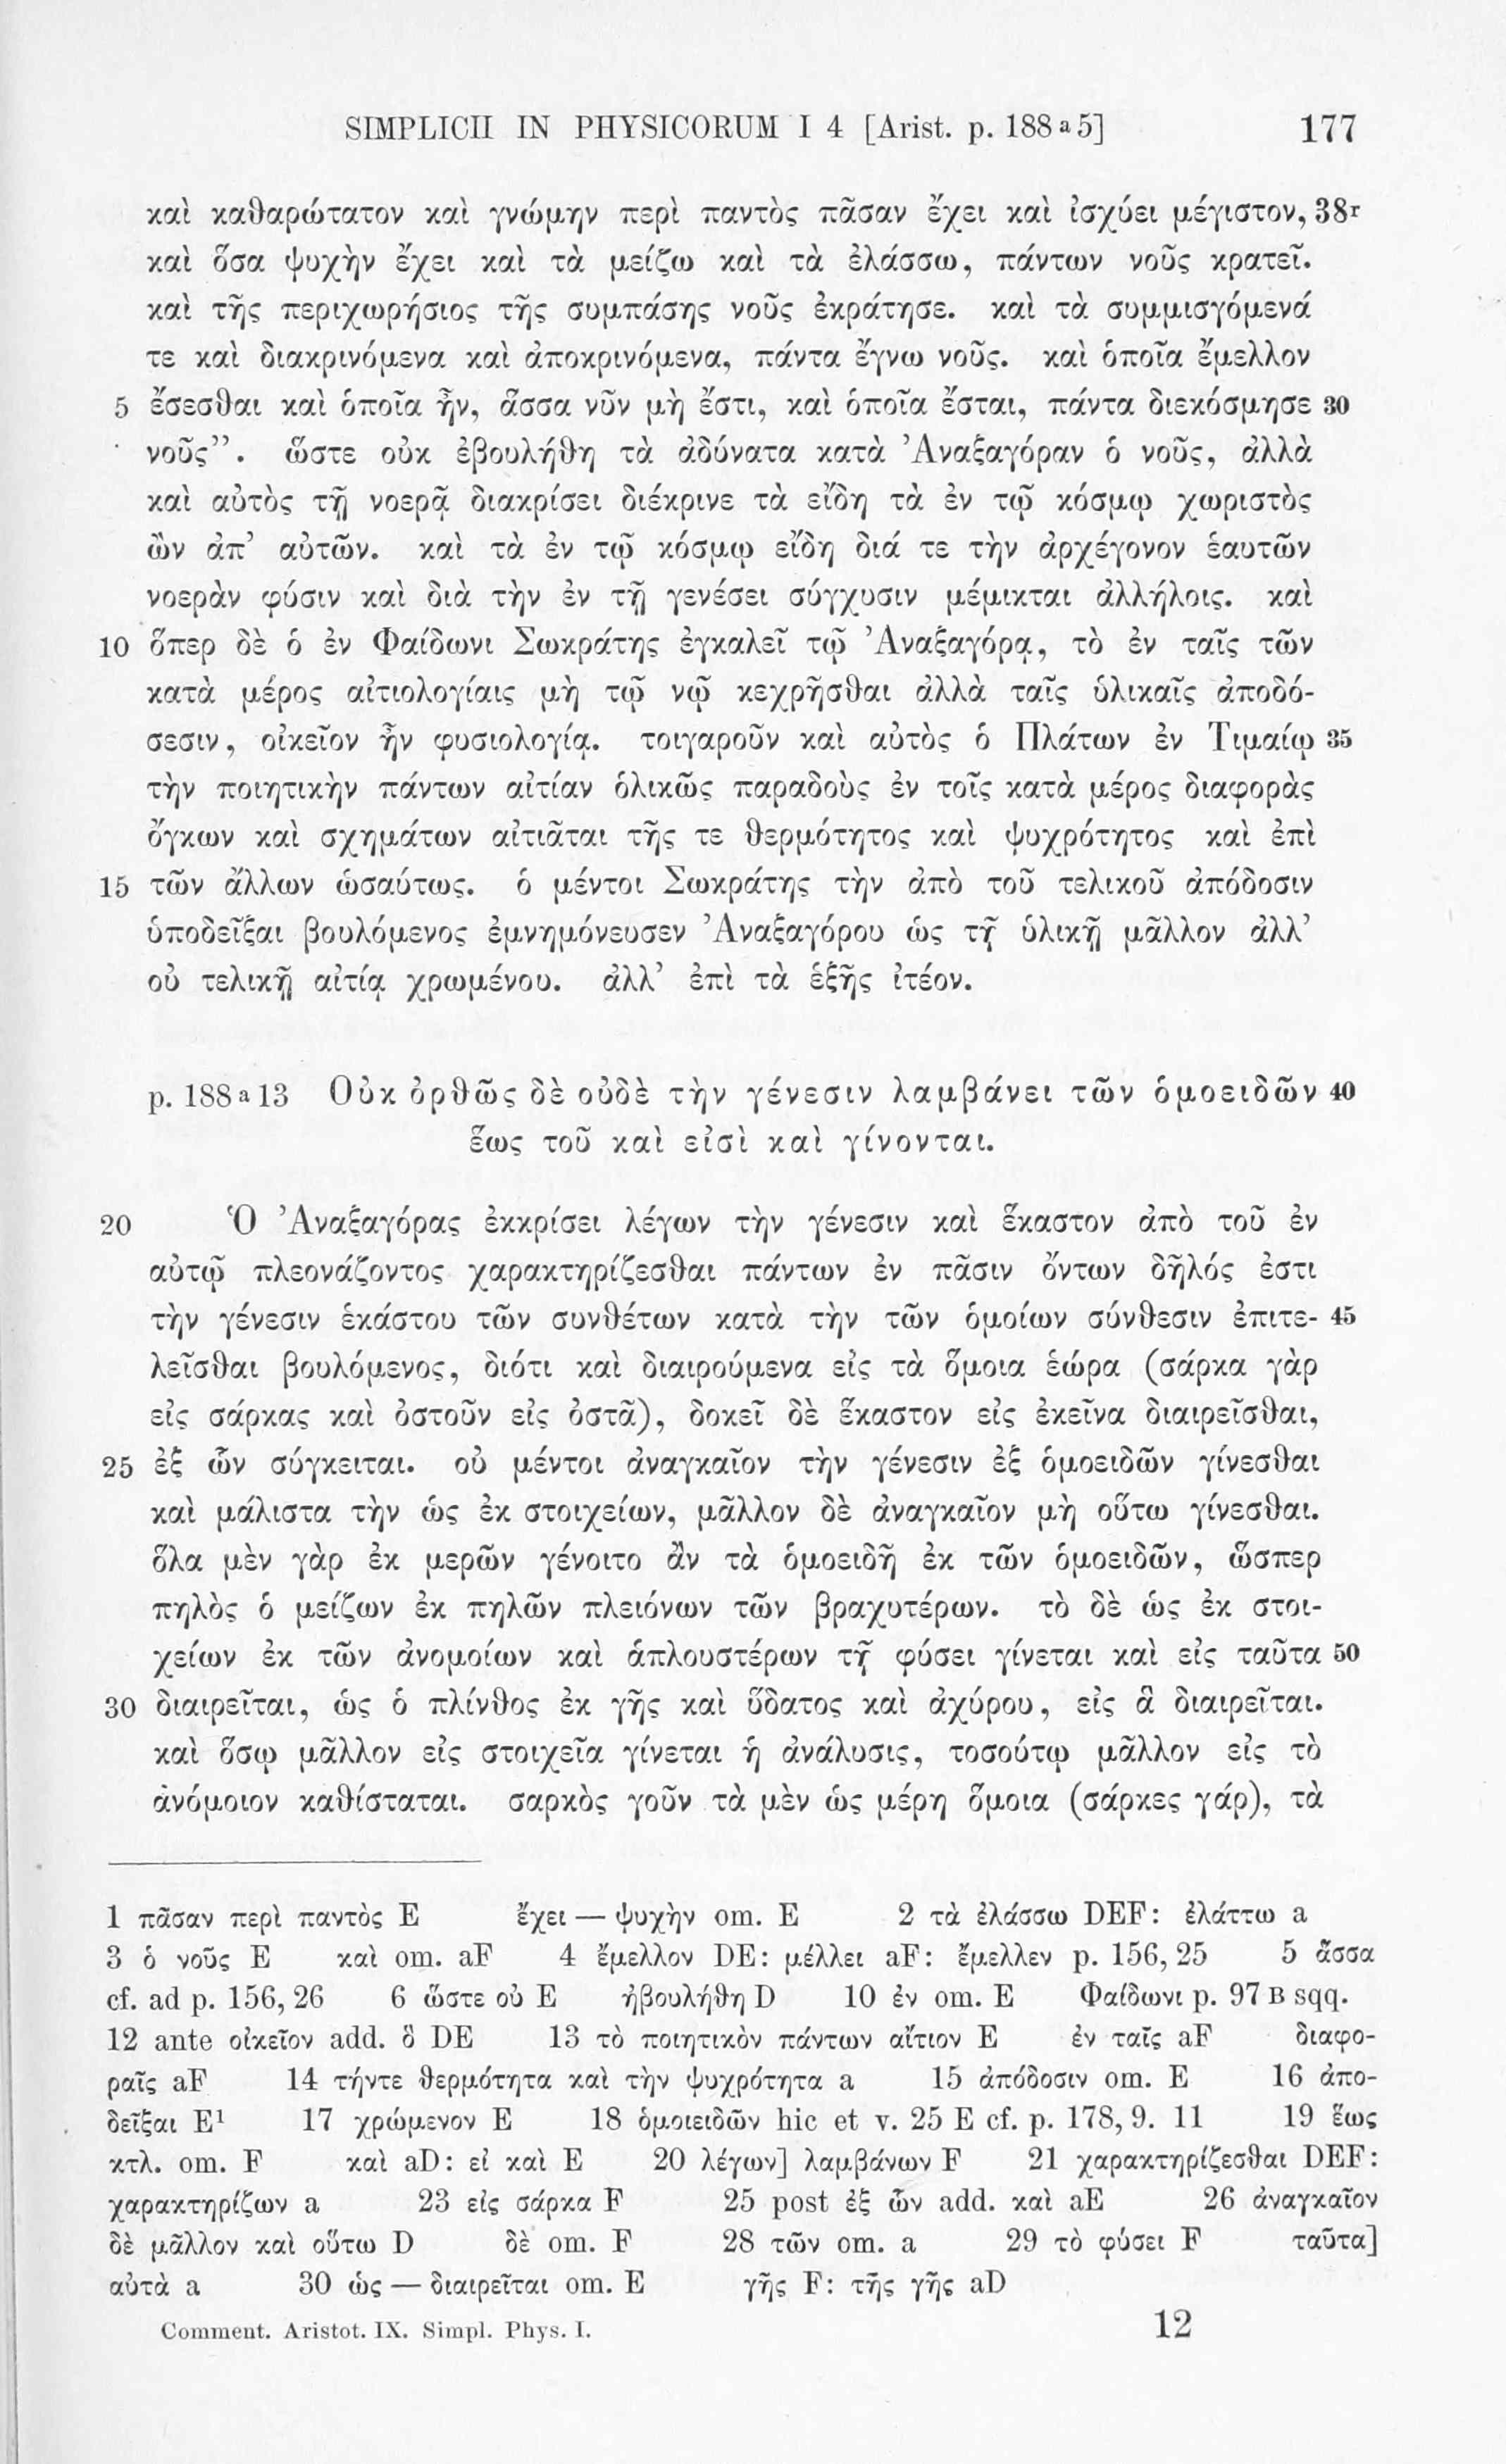 SIMPLICII IN PHYSICORUM I 4 [Arist. p. 188 a 5] 177
καὶ καθαρώτατον καὶ γνώμην περὶ παντὸς πᾶσαν ἔχει καὶ ἰσχύει μέγιστον, 38r
καὶ ὅσα ψυχὴν ἔχει καὶ τὰ μείζω καὶ τὰ ἐλάσσω, πάντων νοῦς κρατεῖ.
καὶ τῆς περιχωρήσιος τῆς συμπάσης νοῦς ἐκράτησε. καὶ τὰ συμμισγόμενά
τε καὶ διακρινόμενα καὶ ἀποκρινόμενα, πάντα ἔγνω νοῦς. καὶ ὁποῖα ἔμελλον
5 ἔσεσθαι καὶ ὁποῖα ἦν, ἅσσα νῦν μὴ ἔστι, καὶ ὁποῖα ἔσται, πάντα διεκόσμησε 30
νοῦς”. ὥστε οὐκ ἐβουλήθη τὰ ἀδύνατα κατὰ Ἀναξαγόραν ὁ νοῦς, ἀλλὰ
καὶ αὐτὸς τῇ νοερᾷ διακρίσει διέκρινε τὰ εἴδη τὰ ἐν τῷ κόσμῳ χωριστὸς
ὢν ἀπ’ αὐτῶν. καὶ τὰ ἐν τῷ κόσμῳ εἴδη διά τε τὴν ἀρχέγονον ἑαυτῶν
νοερὰν φύσιν καὶ διὰ τὴν ἐν τῇ γενέσει σύγχυσιν μέμικται ἀλλήλοις. καὶ
10 ὅπερ δὲ ὁ ἐν Φαίδωνι Σωκράτης ἐγκαλεῖ τῷ Ἀναξαγόρᾳ, τὸ ἐν ταῖς τῶν
κατὰ μέρος αἰτιολογίαις μὴ τῷ νῷ κεχρῆσθαι ἀλλὰ ταῖς ὑλικαῖς ἀποδό-
σεσιν, οἰκεῖον ἦν φυσιολογίᾳ. τοιγαροῦν καὶ αὐτὸς ὁ Πλάτων ἐν Τιμαίῳ 35
τὴν ποιητικὴν πάντων αἰτίαν ὁλικῶς παραδοὺς ἐν τοῖς κατὰ μέρος διαφορὰς
ὄγκων καὶ σχημάτων αἰτιᾶται τῆς τε θερμότητος καὶ ψυχρότητος καὶ ἐπὶ
15 τῶν ἄλλων ὡσαύτως. ὁ μέντοι Σωκράτης τὴν ἀπὸ τοῦ τελικοῦ ἀπόδοσιν
ὑποδεῖξαι βουλόμενος ἐμνημόνευσεν Ἀναξαγόρου ὡς τῇ ὑλικῇ μᾶλλον ἀλλ’
οὐ τελικῇ αἰτίᾳ χρωμένου. ἀλλ’ ἐπὶ τὰ ἑξῆς ἰτέον.
p. 188 a 13 Οὐκ ὀρθῶς δὲ οὐδὲ τὴν γένεσιν λαμβάνει τῶν ὁμοειδῶν 40
ἕως τοῦ καὶ εἰσὶ καὶ γίνονται.
20 Ὁ Ἀναξαγόρας ἐκκρίσει λέγων τὴν γένεσιν καὶ ἕκαστον ἀπὸ τοῦ ἐν
αὐτῷ πλεονάζοντος χαρακτηρίζεσθαι πάντων ἐν πᾶσιν ὄντων δῆλός ἐστι
τὴν γένεσιν ἑκάστου τῶν συνθέτων κατὰ τὴν τῶν ὁμοίων σύνθεσιν ἐπιτε- 45
λεῖσθαι βουλόμενος, διότι καὶ διαιρούμενα εἰς τὰ ὅμοια ἑώρα (σάρκα γὰρ
εἰς σάρκας καὶ ὀστοῦν εἰς ὀστᾶ), δοκεῖ δὲ ἕκαστον εἰς ἐκεῖνα διαιρεῖσθαι,
25 ἐξ ὧν σύγκειται. οὐ μέντοι ἀναγκαῖον τὴν γένεσιν ἐξ ὁμοειδῶν γίνεσθαι
καὶ μάλιστα τὴν ὡς ἐκ στοιχείων, μᾶλλον δὲ ἀναγκαῖον μὴ οὕτω γίνεσθαι.
ὅλα μὲν γὰρ ἐκ μερῶν γένοιτο ἂν τὰ ὁμοειδῆ ἐκ τῶν ὁμοειδῶν, ὥσπερ
πηλὸς ὁ μείζων ἐκ πηλῶν πλειόνων τῶν βραχυτέρων. τὸ δὲ ὡς ἐκ στοι-
χείων ἐκ τῶν ἀνομοίων καὶ ἁπλουστέρων τῇ φύσει γίνεται καὶ εἰς ταῦτα 50
30 διαιρεῖται, ὡς ὁ πλίνθος ἐκ γῆς καὶ ὕδατος καὶ ἀχύρου, εἰς ἃ διαιρεῖται.
καὶ ὅσῳ μᾶλλον εἰς στοιχεῖα γίνεται ἡ ἀνάλυσις, τοσούτῳ μᾶλλον εἰς τὸ
ἀνόμοιον καθίσταται. σαρκὸς γοῦν τὰ μὲν ὡς μέρη ὅμοια (σάρκες γάρ), τὰ
1 πᾶσαν περὶ παντὸς E ἔχει — ψυχὴν om. E 2 τὰ ἐλάσσω DEF: ἐλάττω a
3 ὁ νοῦς E καὶ om. aF 4 ἔμελλον DE: μέλλει aF: ἔμελλεν p. 156, 25 5 ἅσσα
cf. ad p. 156, 26 6 ὥστε οὐ E ἠβουλήθη D 10 ἐν om. E Φαίδωνι p. 97 B sqq.
12 ante οἰκεῖον add. ὃ DE 13 τὸ ποιητικὸν πάντων αἴτιον E ἐν ταῖς aF διαφο-
ραῖς aF 14 τήντε θερμότητα καὶ τὴν ψυχρότητα a 15 ἀπόδοσιν om. E 16 ἀπο-
δεῖξαι E¹ 17 χρώμενον E 18 ὁμοιειδῶν hic et v. 25 E cf. p. 178, 9. 11 19 ἕως
κτλ. om. F καὶ aD: εἰ καὶ E 20 λέγων] λαμβάνων F 21 χαρακτηρίζεσθαι DEF:
χαρακτηρίζων a 23 εἰς σάρκα F 25 post ἐξ ὧν add. καὶ aE 26 ἀναγκαῖον
δὲ μᾶλλον καὶ οὕτω D δὲ om. F 28 τῶν om. a 29 τὸ φύσει F ταῦτα]
αὐτὰ a 30 ὡς — διαιρεῖται om. E γῆς F: τῆς γῆς aD
Comment. Aristot. IX. Simpl. Phys. I. 12